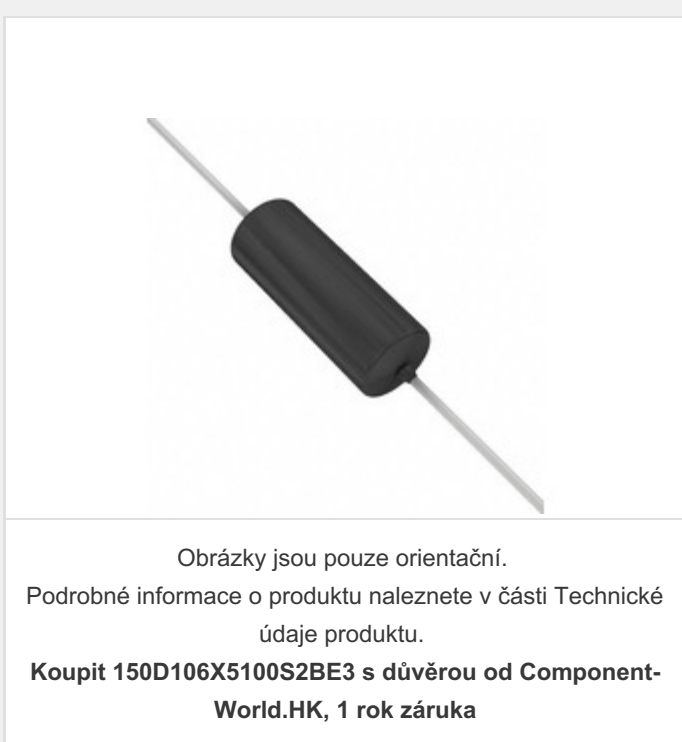 Obrázky jsou pouze orientační.
Podrobné informace o produktu naleznete v části Technické
údaje produktu.
Koupit 150D106X5100S2BE3 s důvěrou od Component-
World.HK, 1 rok záruka